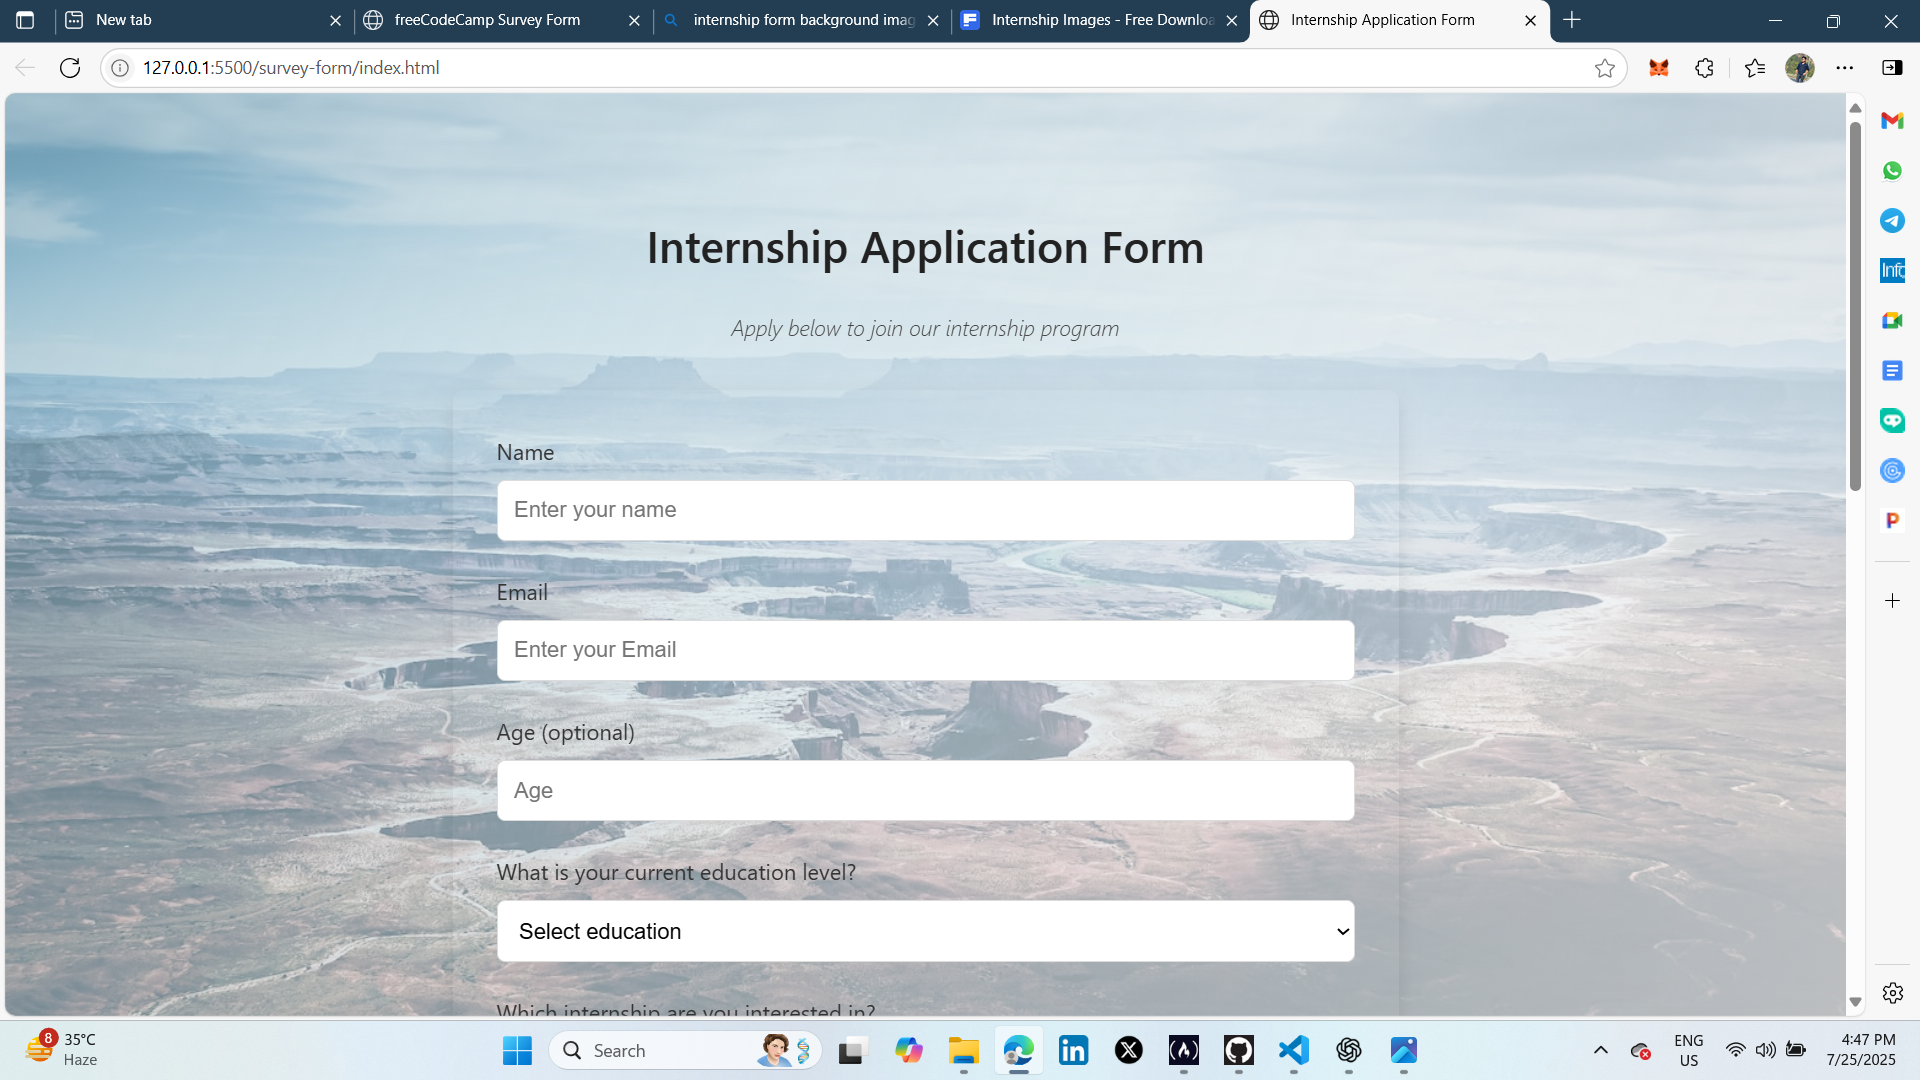 New tab
freeCodeCamp Survey Form
internship form background imag
Internship Images - Free Downloa
Internship Application Form
127.0.0.1:5500/survey-form/index.html
Internship Application Form
Apply below to join our internship program
Name
Enter your name
Email
Enter your Email
Age (optional)
Age
What is your current education level?
Select education
Which internship are you interested in?
Info
8
35°C
Haze
Search
ENG
US
4:47 PM
7/25/2025